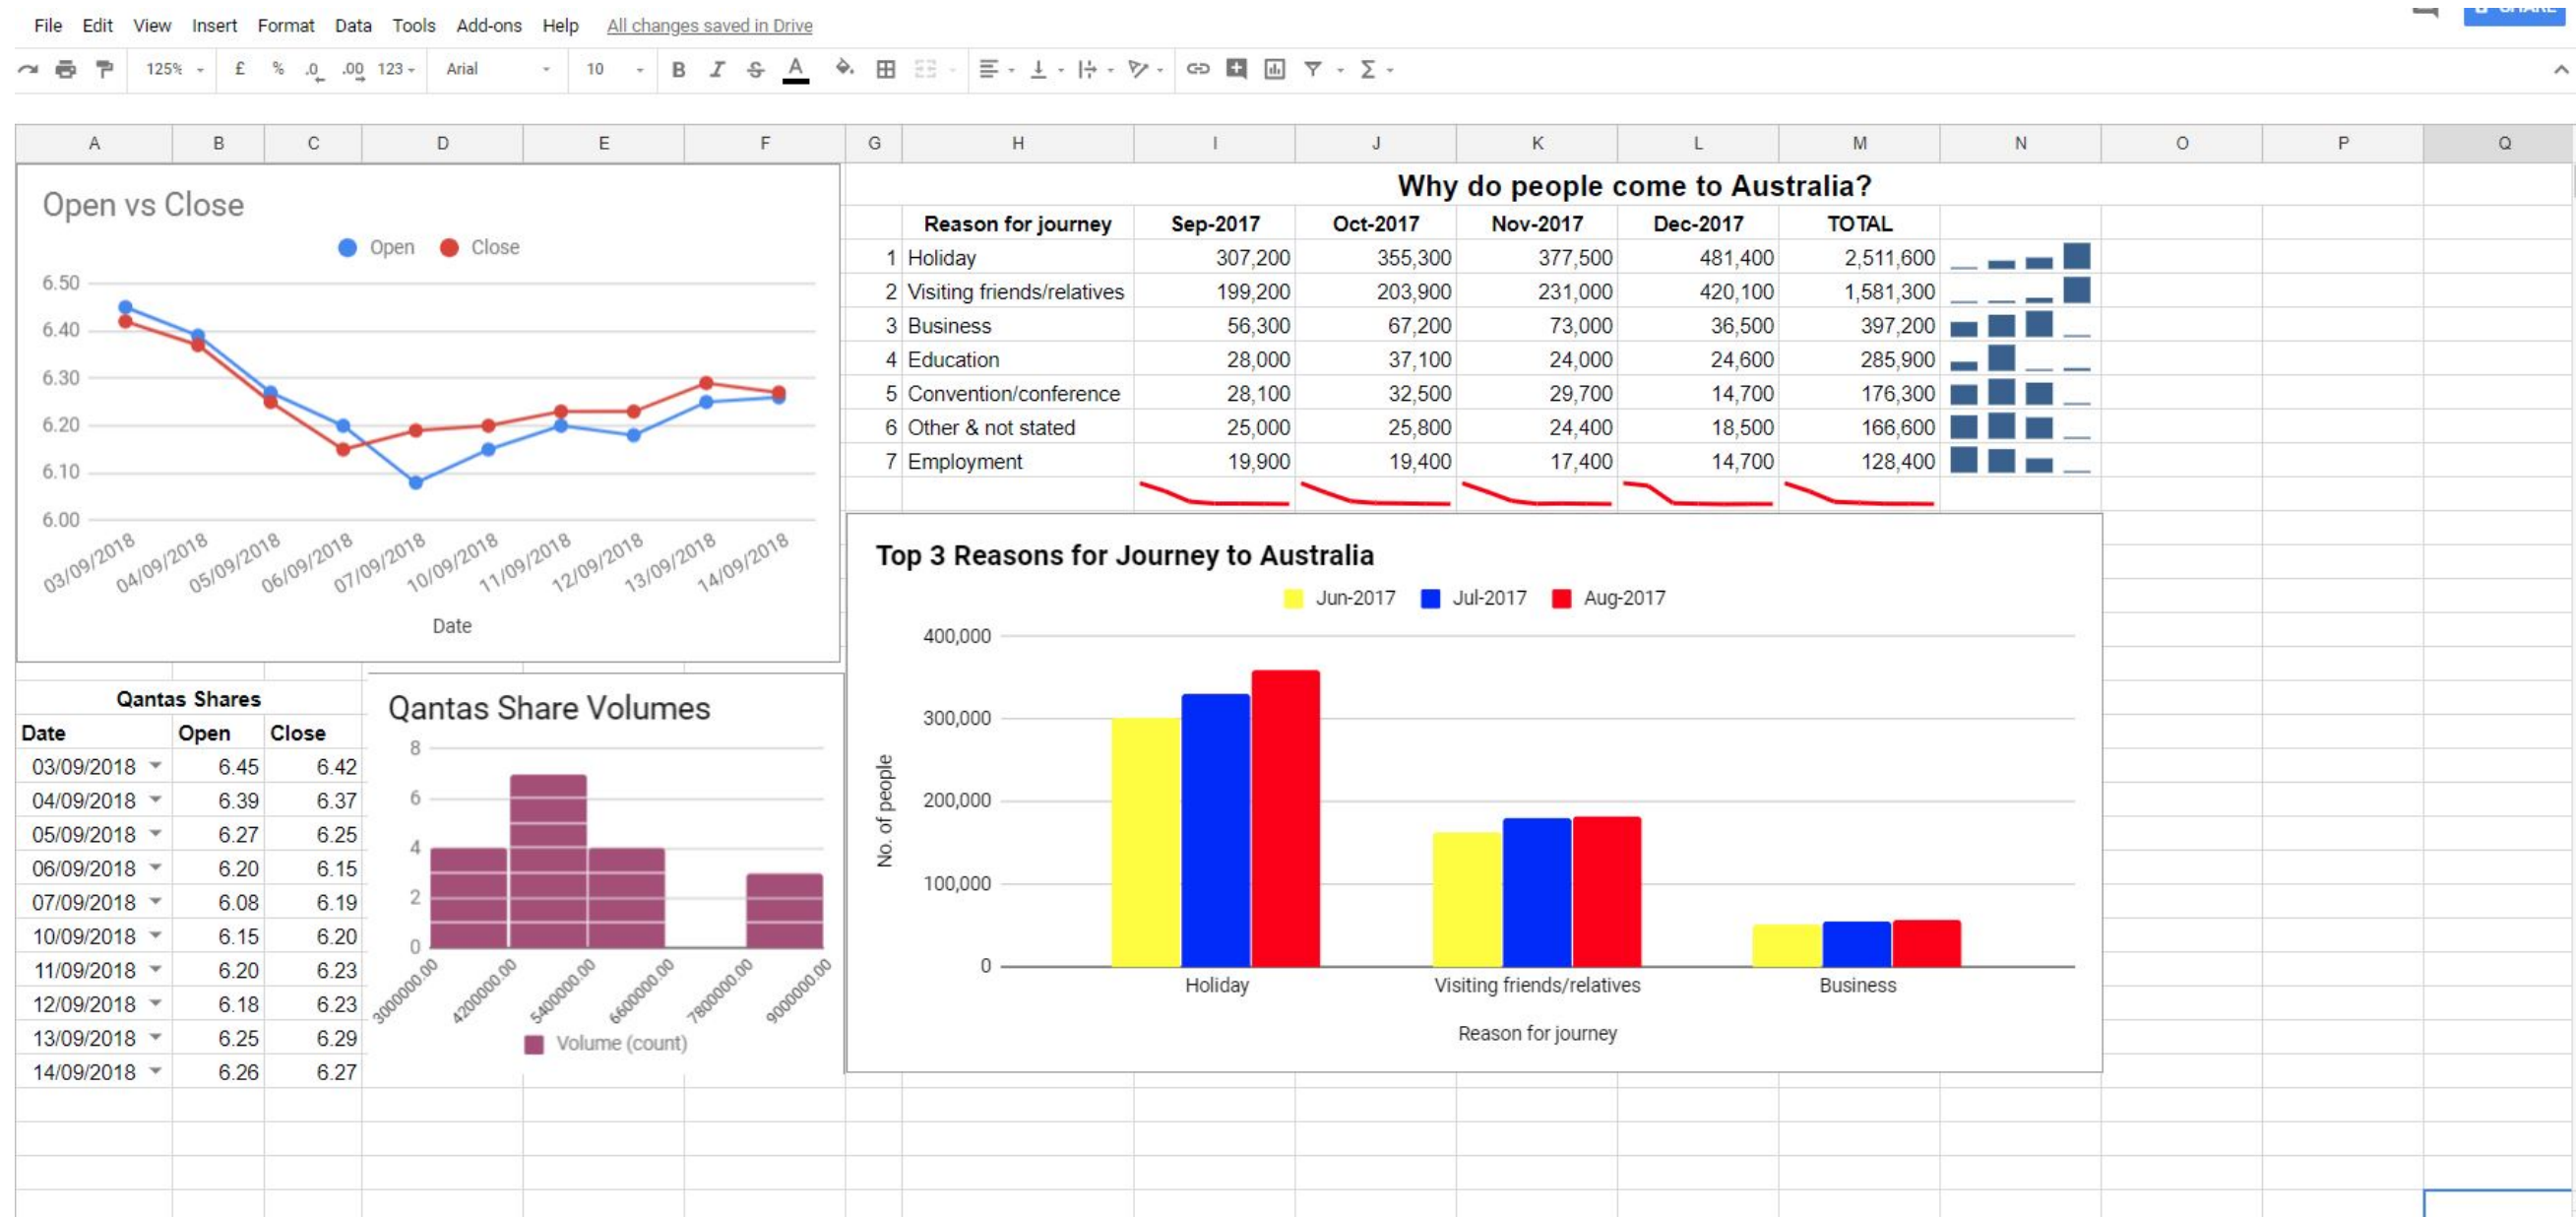 File Edit View Insert Format Data Tools Add-ons Help All changes saved in Drive
125% £ % .0 .00 123 Arial 10 B I S A Σ
A B C D E F G H I J K L M N O P Q
Open vs Close
Open Close
6.50
6.40
6.30
6.20
6.10
6.00
03/09/2018 04/09/2018 05/09/2018 06/09/2018 07/09/2018 10/09/2018 11/09/2018 12/09/2018 13/09/2018 14/09/2018
Date
Why do people come to Australia?
Reason for journey Sep-2017 Oct-2017 Nov-2017 Dec-2017 TOTAL
1 Holiday 307,200 355,300 377,500 481,400 2,511,600
2 Visiting friends/relatives 199,200 203,900 231,000 420,100 1,581,300
3 Business 56,300 67,200 73,000 36,500 397,200
4 Education 28,000 37,100 24,000 24,600 285,900
5 Convention/conference 28,100 32,500 29,700 14,700 176,300
6 Other & not stated 25,000 25,800 24,400 18,500 166,600
7 Employment 19,900 19,400 17,400 14,700 128,400
Qantas Shares
Date Open Close
03/09/2018 6.45 6.42
04/09/2018 6.39 6.37
05/09/2018 6.27 6.25
06/09/2018 6.20 6.15
07/09/2018 6.08 6.19
10/09/2018 6.15 6.20
11/09/2018 6.20 6.23
12/09/2018 6.18 6.23
13/09/2018 6.25 6.29
14/09/2018 6.26 6.27
Qantas Share Volumes
8
6
4
2
0
3000000.00 4200000.00 5400000.00 6600000.00 7800000.00 9000000.00
Volume (count)
Top 3 Reasons for Journey to Australia
Jun-2017 Jul-2017 Aug-2017
No. of people
400,000
300,000
200,000
100,000
0
Holiday Visiting friends/relatives Business
Reason for journey